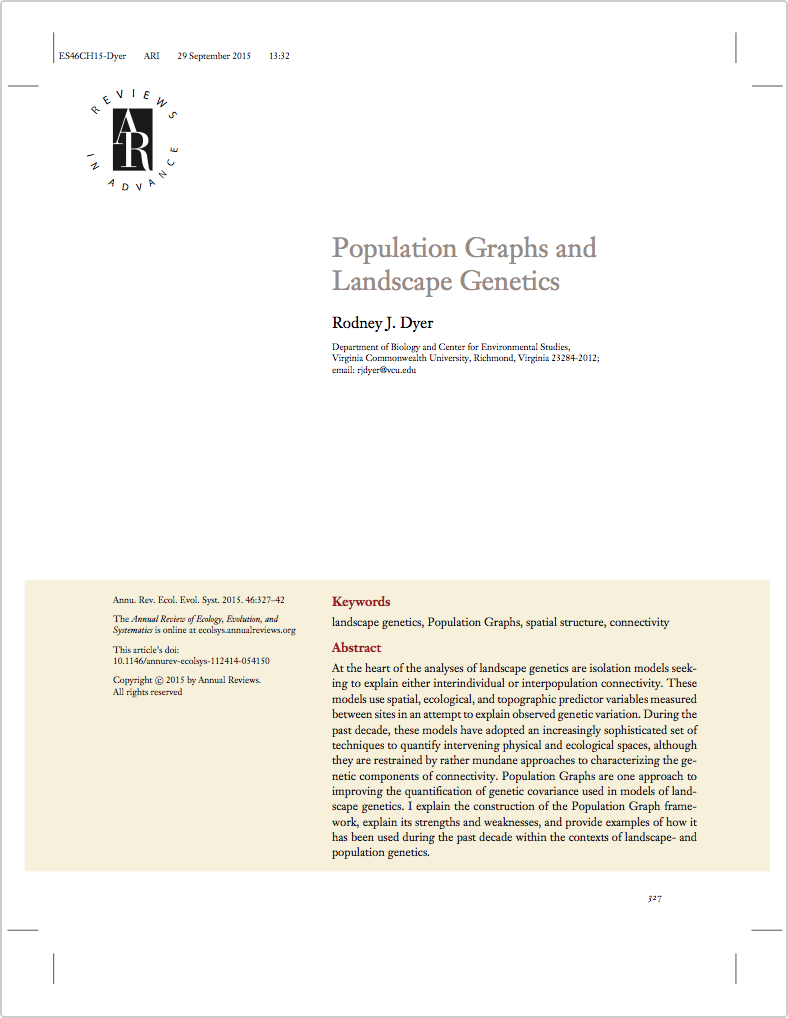 ES46CH15-Dyer ARI 29 September 2015 13:32
REVIEWS
AR
IN ADVANCE
Population Graphs and
Landscape Genetics
Rodney J. Dyer
Department of Biology and Center for Environmental Studies,
Virginia Commonwealth University, Richmond, Virginia 23284-2012;
email: rjdyer@vcu.edu
Annu. Rev. Ecol. Evol. Syst. 2015. 46:327–42
The Annual Review of Ecology, Evolution, and
Systematics is online at ecolsys.annualreviews.org
This article's doi:
10.1146/annurev-ecolsys-112414-054150
Copyright © 2015 by Annual Reviews.
All rights reserved
Keywords
landscape genetics, Population Graphs, spatial structure, connectivity
Abstract
At the heart of the analyses of landscape genetics are isolation models seek-
ing to explain either interindividual or interpopulation connectivity. These
models use spatial, ecological, and topographic predictor variables measured
between sites in an attempt to explain observed genetic variation. During the
past decade, these models have adopted an increasingly sophisticated set of
techniques to quantify intervening physical and ecological spaces, although
they are restrained by rather mundane approaches to characterizing the ge-
netic components of connectivity. Population Graphs are one approach to
improving the quantification of genetic covariance used in models of land-
scape genetics. I explain the construction of the Population Graph frame-
work, explain its strengths and weaknesses, and provide examples of how it
has been used during the past decade within the contexts of landscape- and
population genetics.
327